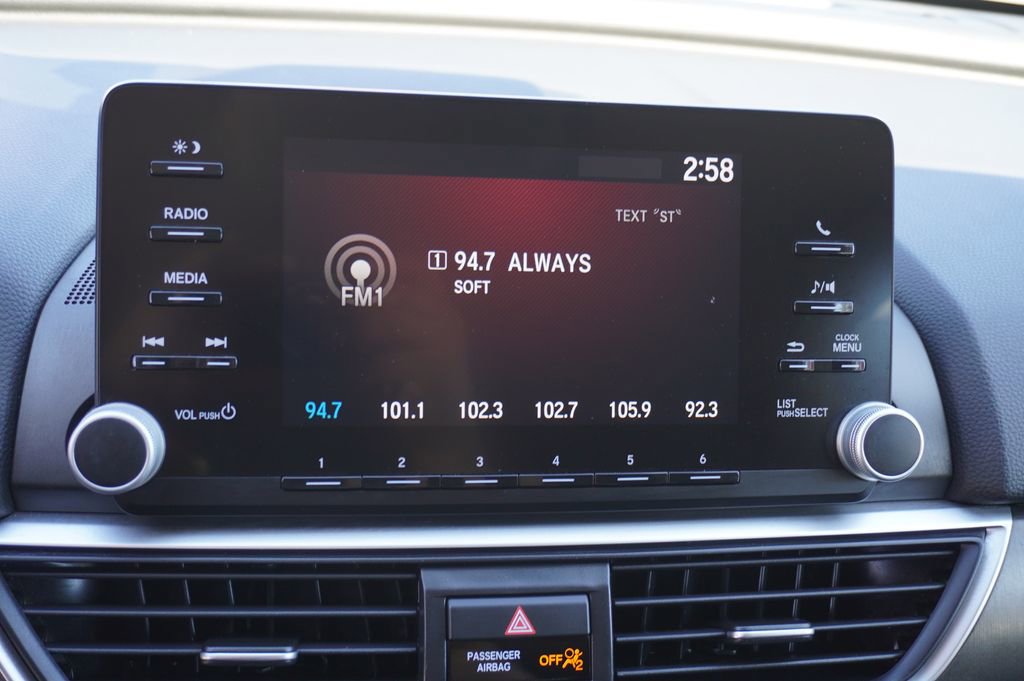 2:58
RADIO
TEXT "ST"
1 94.7 ALWAYS
SOFT
FM1
MEDIA
CLOCK
MENU
94.7 101.1 102.3 102.7 105.9 92.3
VOL PUSH
LIST
PUSH SELECT
1 2 3 4 5 6
PASSENGER
AIRBAG
OFF 2